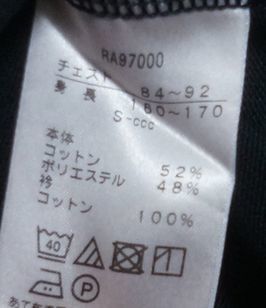 RA97000
チェスト 84~92
身長 160~170
S-ccc
本体
コットン 52%
ポリエステル 48%
衿
コットン 100%
40
P